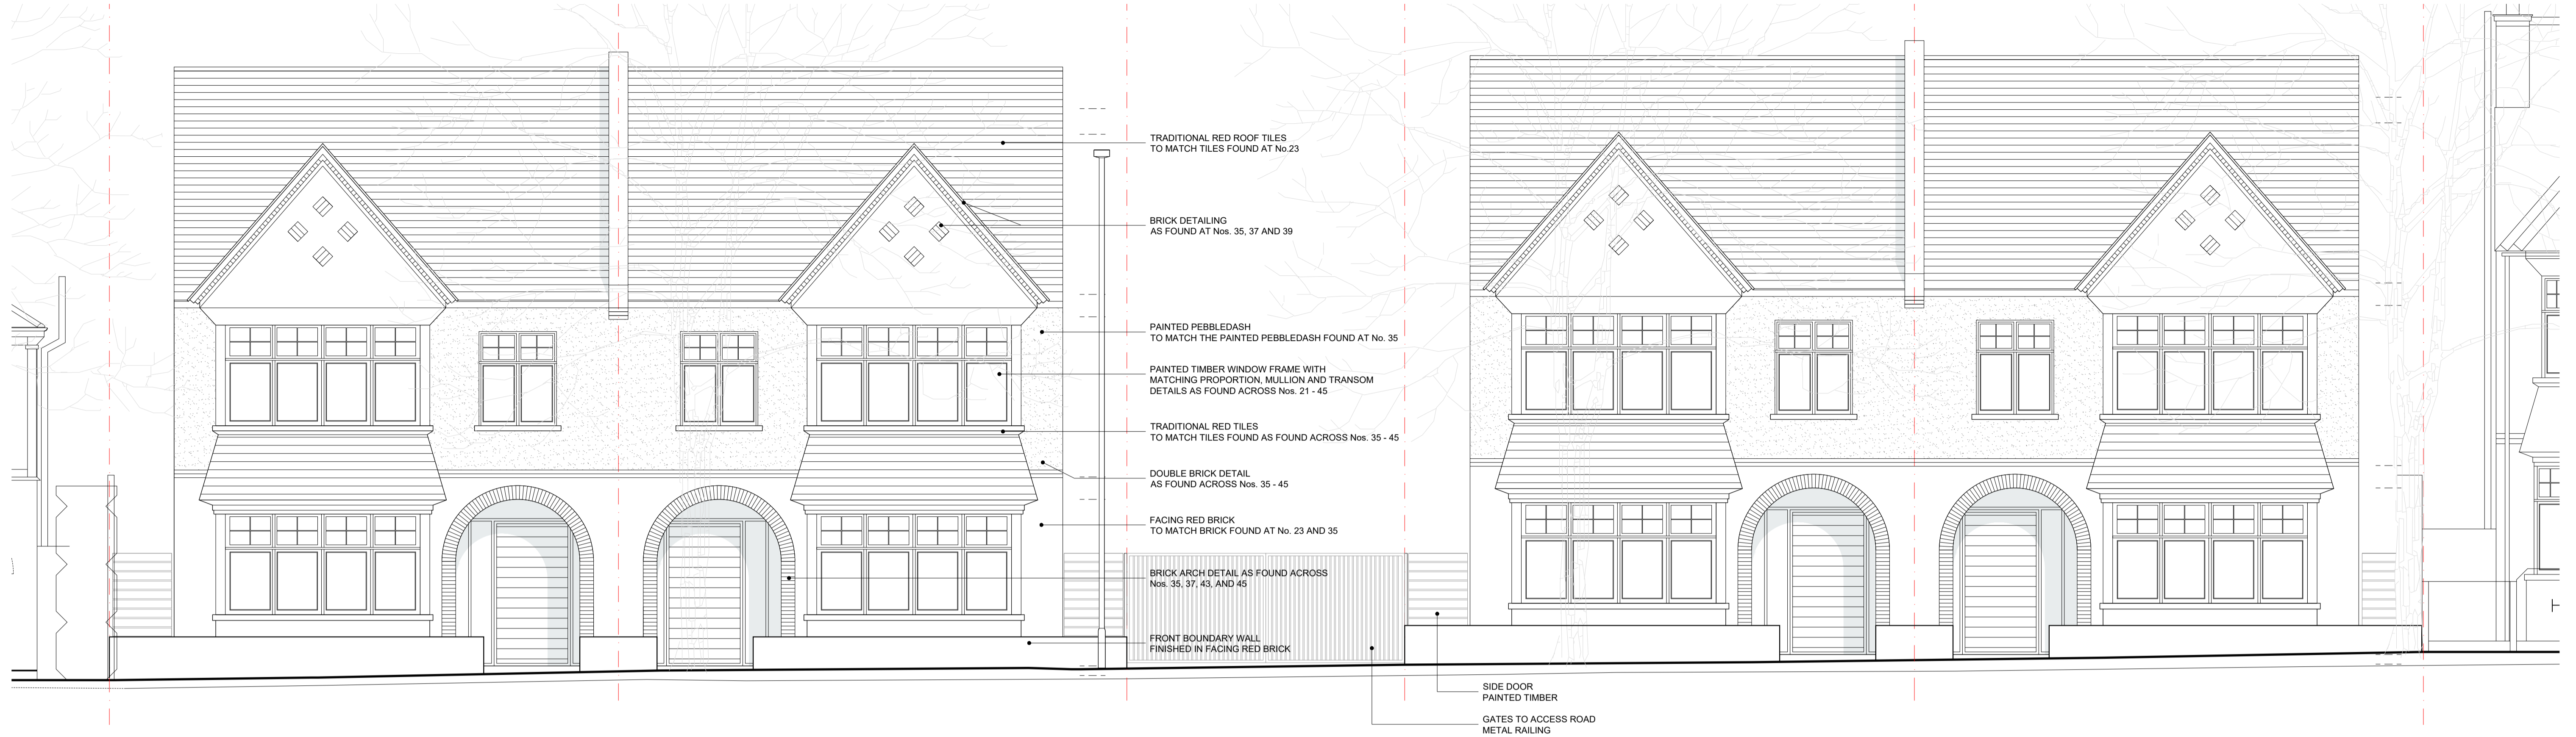 TRADITIONAL RED ROOF TILES
TO MATCH TILES FOUND AT No.23
BRICK DETAILING
AS FOUND AT Nos. 35, 37 AND 39
PAINTED PEBBLEDASH
TO MATCH THE PAINTED PEBBLEDASH FOUND AT No. 35
PAINTED TIMBER WINDOW FRAME WITH
MATCHING PROPORTION, MULLION AND TRANSOM
DETAILS AS FOUND ACROSS Nos. 21 - 45
TRADITIONAL RED TILES
TO MATCH TILES FOUND AS FOUND ACROSS Nos. 35 - 45
DOUBLE BRICK DETAIL
AS FOUND ACROSS Nos. 35 - 45
FACING RED BRICK
TO MATCH BRICK FOUND AT No. 23 AND 35
BRICK ARCH DETAIL AS FOUND ACROSS
Nos. 35, 37, 43, AND 45
FRONT BOUNDARY WALL
FINISHED IN FACING RED BRICK
SIDE DOOR
PAINTED TIMBER
GATES TO ACCESS ROAD
METAL RAILING